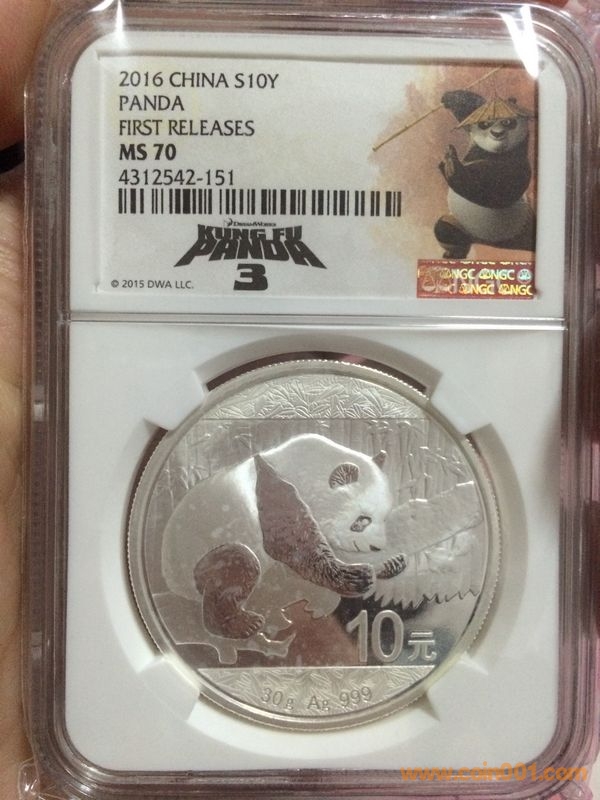 2016 CHINA S10Y
PANDA
FIRST RELEASES
MS 70
4312542-151
DREAMWORKS
KUNG FU
PANDA
3
© 2015 DWA LLC.
NGC NGC
NGC NGC
10元
30g Ag 999
www.coin001.com